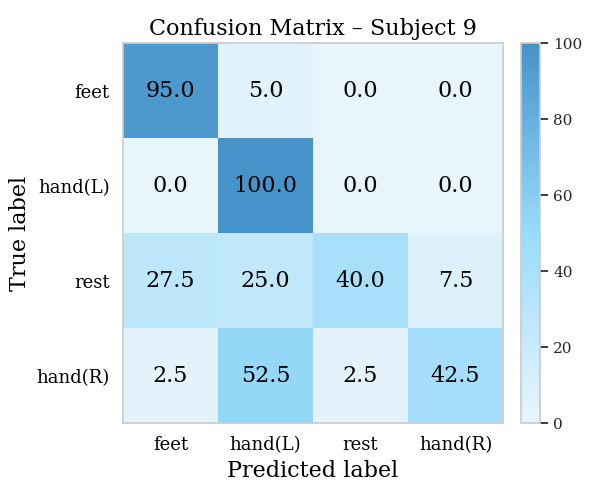 Confusion Matrix – Subject 9
True label
feet 95.0 5.0 0.0 0.0
hand(L) 0.0 100.0 0.0 0.0
rest 27.5 25.0 40.0 7.5
hand(R) 2.5 52.5 2.5 42.5
feet hand(L) rest hand(R)
Predicted label
100
80
60
40
20
0